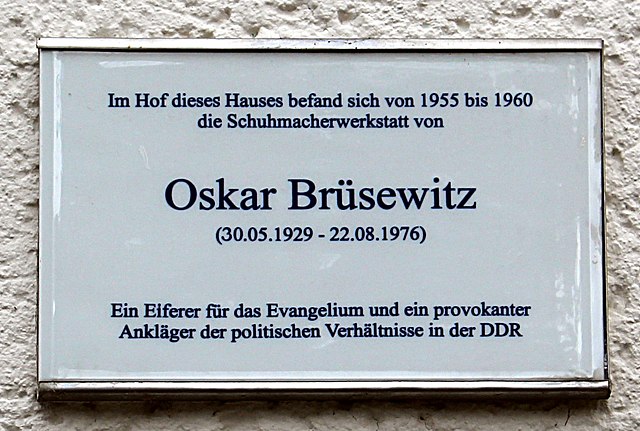 Im Hof dieses Hauses befand sich von 1955 bis 1960
die Schuhmacherwerkstatt von
Oskar Brüsewitz
(30.05.1929 - 22.08.1976)
Ein Eiferer für das Evangelium und ein provokanter
Ankläger der politischen Verhältnisse in der DDR